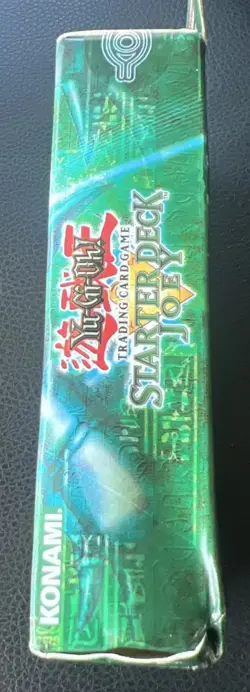 遊戯王
Yu-Gi-Oh!
TRADING CARD GAME
STARTER DECK
JOEY
KONAMI